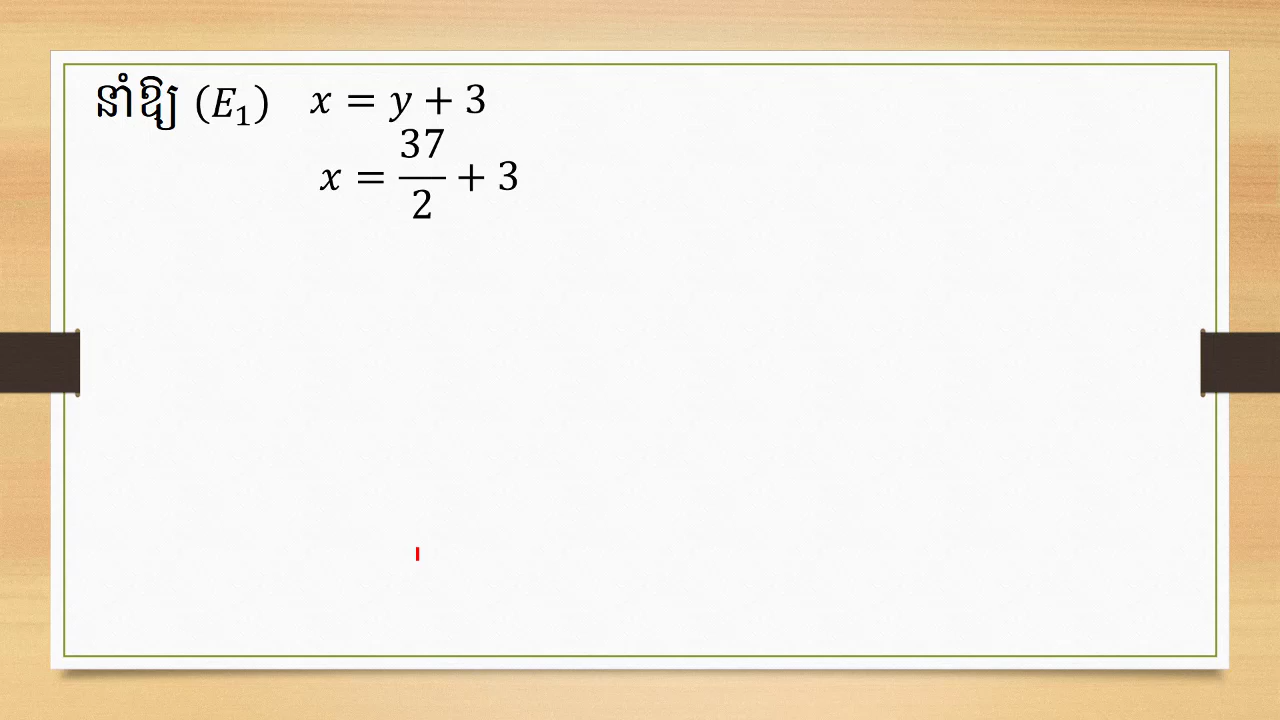 នាំឱ្យ (E₁) x = y + 3
x = 37/2 + 3